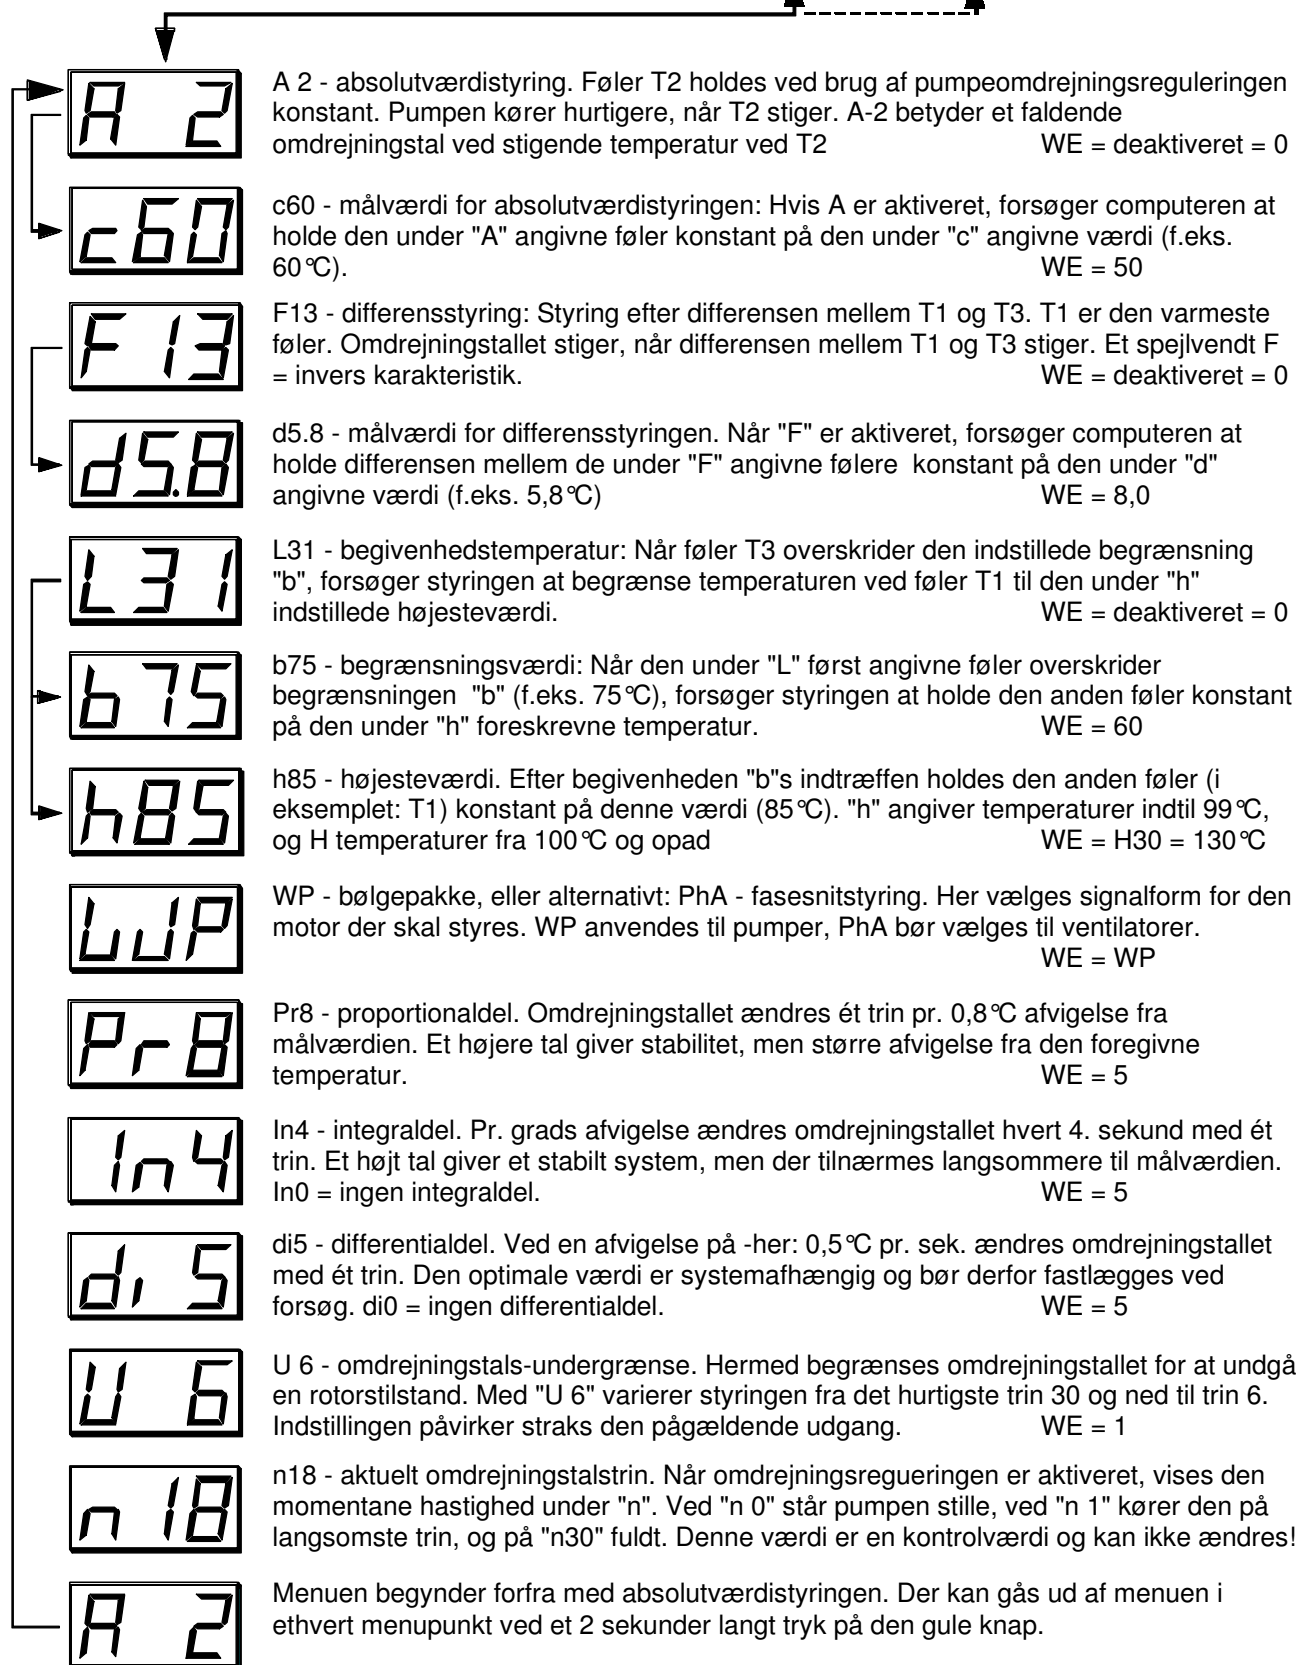 A 2
A 2 - absolutværdistyring. Føler T2 holdes ved brug af pumpeomdrejningsreguleringen
konstant. Pumpen kører hurtigere, når T2 stiger. A-2 betyder et faldende
omdrejningstal ved stigende temperatur ved T2 WE = deaktiveret = 0
c60
c60 - målværdi for absolutværdistyringen: Hvis A er aktiveret, forsøger computeren at
holde den under "A" angivne føler konstant på den under "c" angivne værdi (f.eks.
60°C). WE = 50
F13
F13 - differensstyring: Styring efter differensen mellem T1 og T3. T1 er den varmeste
føler. Omdrejningstallet stiger, når differensen mellem T1 og T3 stiger. Et spejlvendt F
= invers karakteristik. WE = deaktiveret = 0
d5.8
d5.8 - målværdi for differensstyringen. Når "F" er aktiveret, forsøger computeren at
holde differensen mellem de under "F" angivne følere konstant på den under "d"
angivne værdi (f.eks. 5,8°C) WE = 8,0
L31
L31 - begivenhedstemperatur: Når føler T3 overskrider den indstillede begrænsning
"b", forsøger styringen at begrænse temperaturen ved føler T1 til den under "h"
indstillede højesteværdi. WE = deaktiveret = 0
b75
b75 - begrænsningsværdi: Når den under "L" først angivne føler overskrider
begrænsningen "b" (f.eks. 75°C), forsøger styringen at holde den anden føler konstant
på den under "h" foreskrevne temperatur. WE = 60
h85
h85 - højesteværdi. Efter begivenheden "b"s indtræffen holdes den anden føler (i
eksemplet: T1) konstant på denne værdi (85°C). "h" angiver temperaturer indtil 99°C,
og H temperaturer fra 100°C og opad WE = H30 = 130°C
WP
WP - bølgepakke, eller alternativt: PhA - fasesnitstyring. Her vælges signalform for den
motor der skal styres. WP anvendes til pumper, PhA bør vælges til ventilatorer.
WE = WP
Pr8
Pr8 - proportionaldel. Omdrejningstallet ændres ét trin pr. 0,8°C afvigelse fra
målværdien. Et højere tal giver stabilitet, men større afvigelse fra den foregivne
temperatur. WE = 5
In4
In4 - integraldel. Pr. grads afvigelse ændres omdrejningstallet hvert 4. sekund med ét
trin. Et højt tal giver et stabilt system, men der tilnærmes langsommere til målværdien.
In0 = ingen integraldel. WE = 5
di 5
di5 - differentialdel. Ved en afvigelse på -her: 0,5°C pr. sek. ændres omdrejningstallet
med ét trin. Den optimale værdi er systemafhængig og bør derfor fastlægges ved
forsøg. di0 = ingen differentialdel. WE = 5
U 6
U 6 - omdrejningstals-undergrænse. Hermed begrænses omdrejningstallet for at undgå
en rotorstilstand. Med "U 6" varierer styringen fra det hurtigste trin 30 og ned til trin 6.
Indstillingen påvirker straks den pågældende udgang. WE = 1
n 18
n18 - aktuelt omdrejningstalstrin. Når omdrejningsregueringen er aktiveret, vises den
momentane hastighed under "n". Ved "n 0" står pumpen stille, ved "n 1" kører den på
langsomste trin, og på "n30" fuldt. Denne værdi er en kontrolværdi og kan ikke ændres!
A 2
Menuen begynder forfra med absolutværdistyringen. Der kan gås ud af menuen i
ethvert menupunkt ved et 2 sekunder langt tryk på den gule knap.